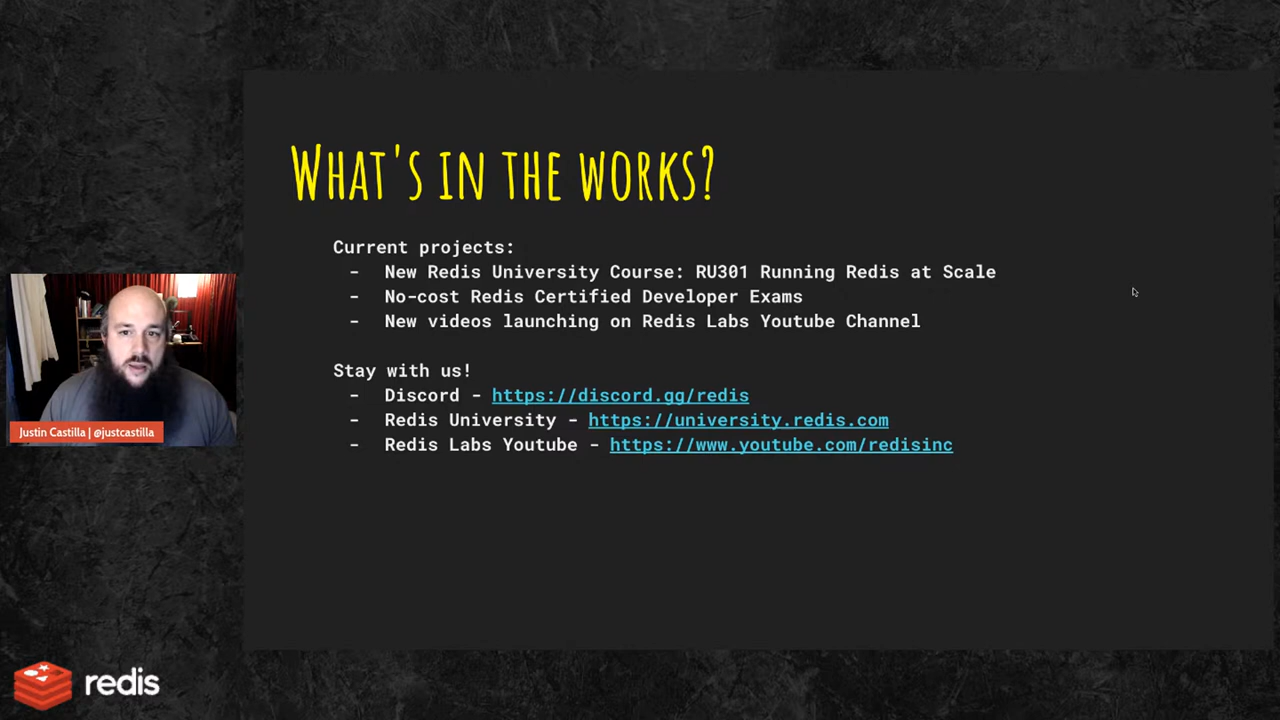 What's in the works?
Current projects:
- New Redis University Course: RU301 Running Redis at Scale
- No-cost Redis Certified Developer Exams
- New videos launching on Redis Labs Youtube Channel
Stay with us!
- Discord - https://discord.gg/redis
- Redis University - https://university.redis.com
- Redis Labs Youtube - https://www.youtube.com/redisinc
Justin Castilla | @justcastilla
redis